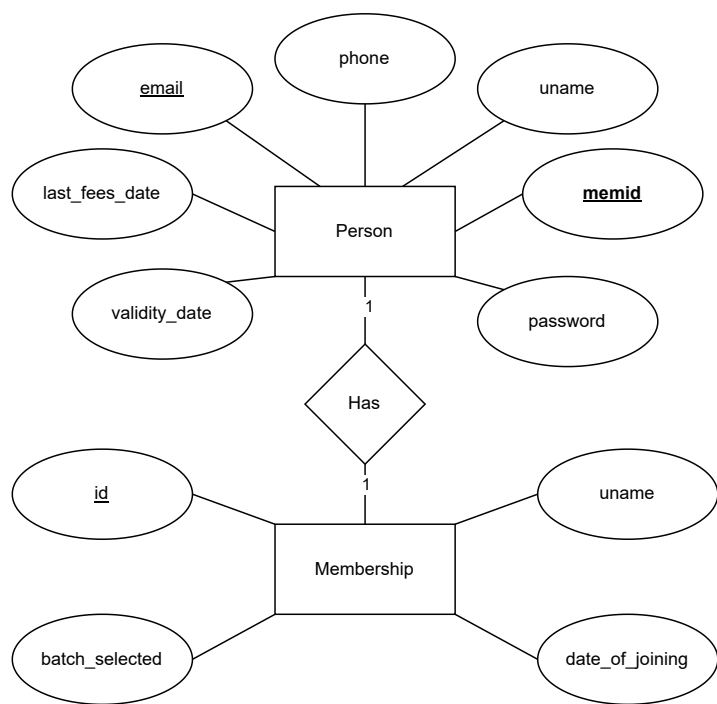 phone
email
uname
last_fees_date
memid
Person
validity_date
password
1
Has
1
id
uname
Membership
batch_selected
date_of_joining